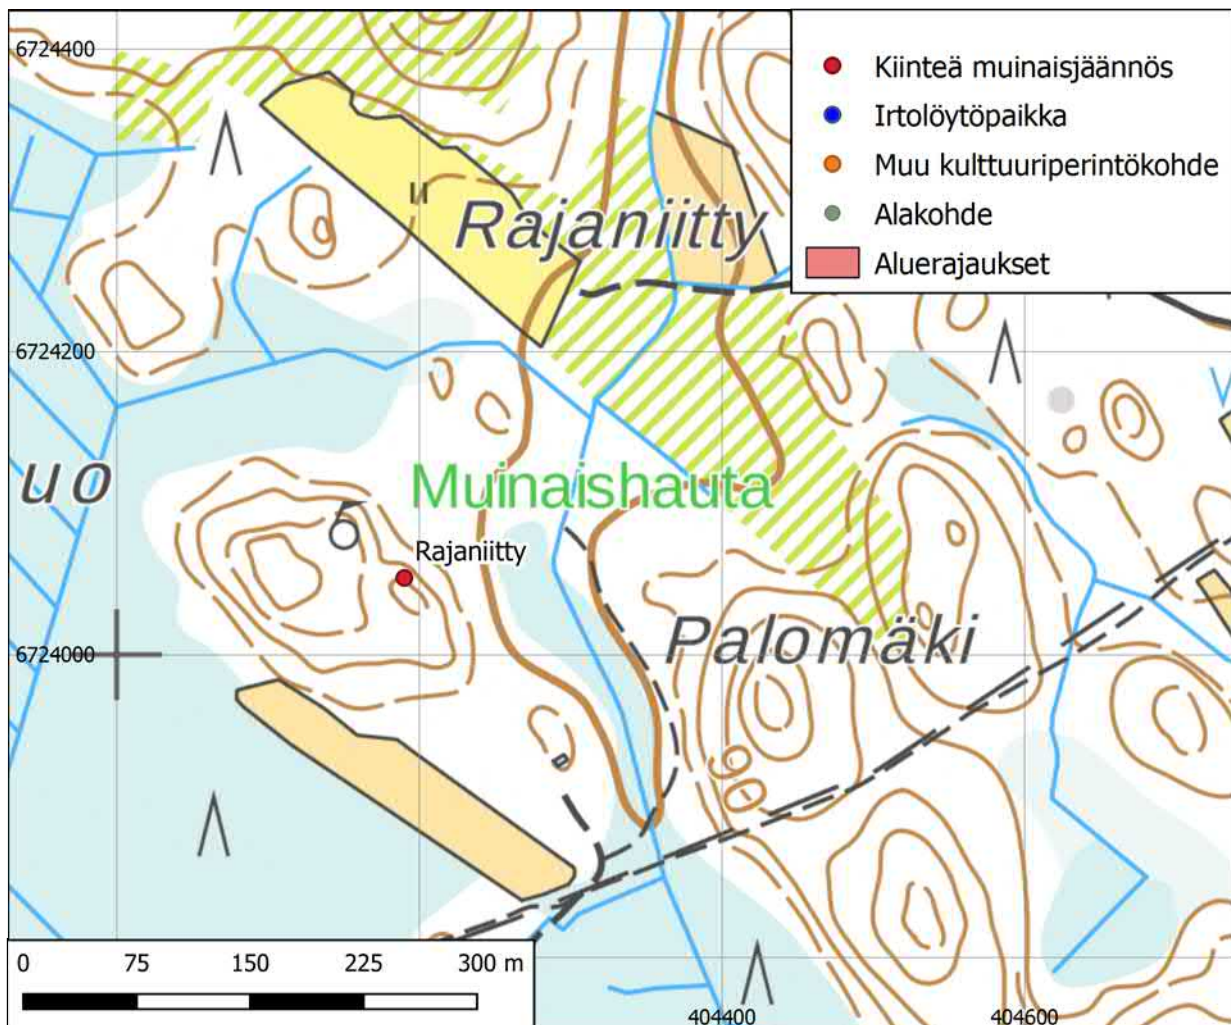 6724400
Kiinteä muinaisjäännös
Irtolöytöpaikka
Muu kulttuuriperintökohde
Alakohde
Aluerajaukset
Rajaniitty
6724200
uo
Muinaishauta
Rajaniitty
6724000
Palomäki
90
0 75 150 225 300 m
404400 404600